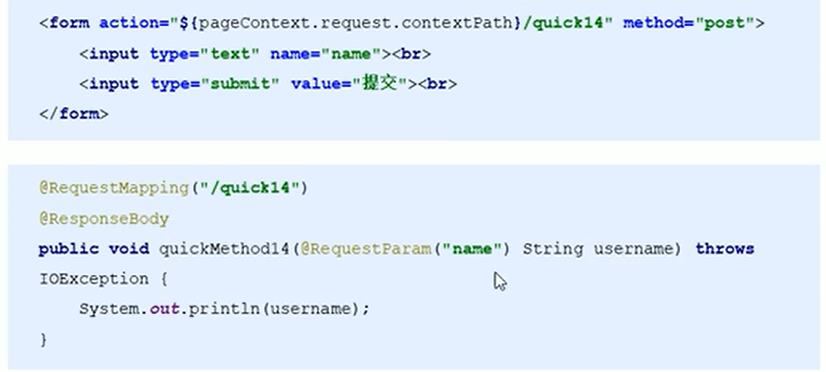 <form action="${pageContext.request.contextPath}/quick14" method="post">
<input type="text" name="name"><br>
<input type="submit" value="提交"><br>
</form>
@RequestMapping("/quick14")
@ResponseBody
public void quickMethod14(@RequestParam("name") String username) throws
IOException {
System.out.println(username);
}